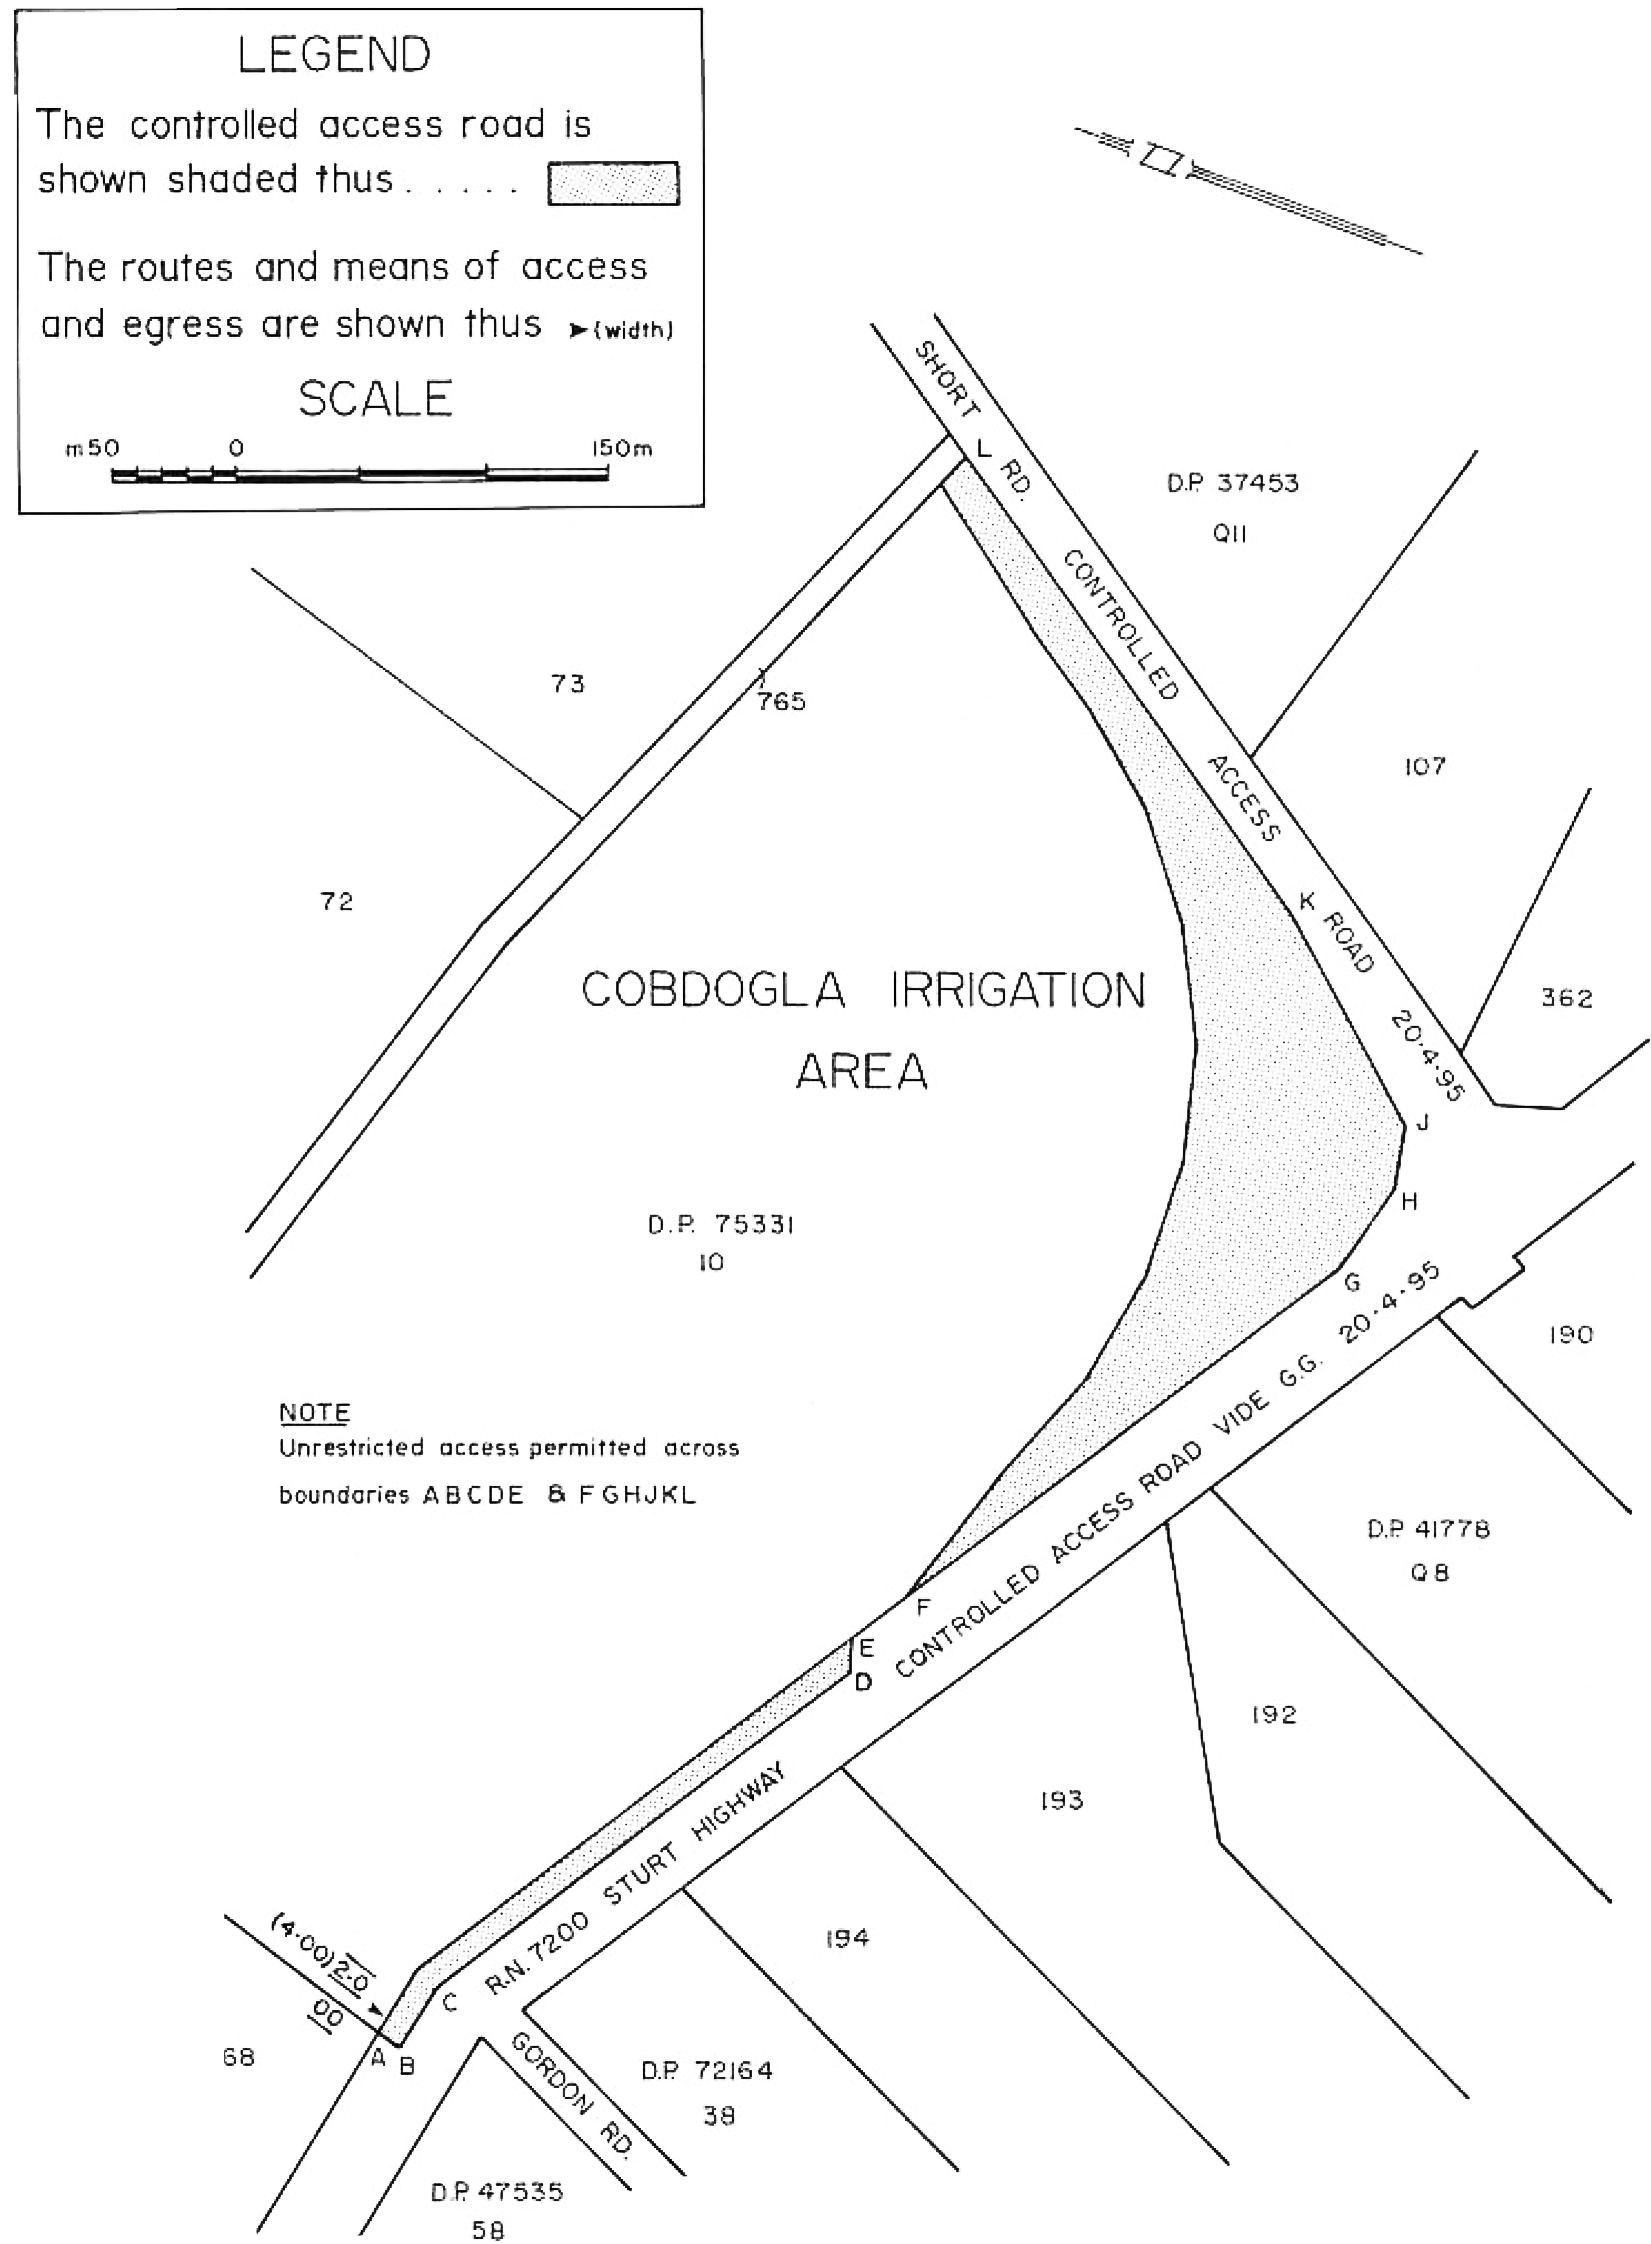 LEGEND
The controlled access road is
shown shaded thus . . . . .
The routes and means of access
and egress are shown thus ➤(width)
SCALE
m50 0 150m
SHORT RD.
L
CONTROLLED ACCESS ROAD 20·4·95
D.P. 37453
Q11
73
765
107
72
K
362
COBDOGLA IRRIGATION
AREA
J
H
D.P. 75331
10
G
190
NOTE
Unrestricted access permitted across
boundaries ABCDE & FGHJKL
R.N. 7200 STURT HIGHWAY CONTROLLED ACCESS ROAD VIDE G.G. 20·4·95
D.P. 41778
Q8
F
E
D
192
193
194
(4·00) 2·0
00
C
68
A B
GORDON RD.
D.P. 72164
38
D.P. 47535
58